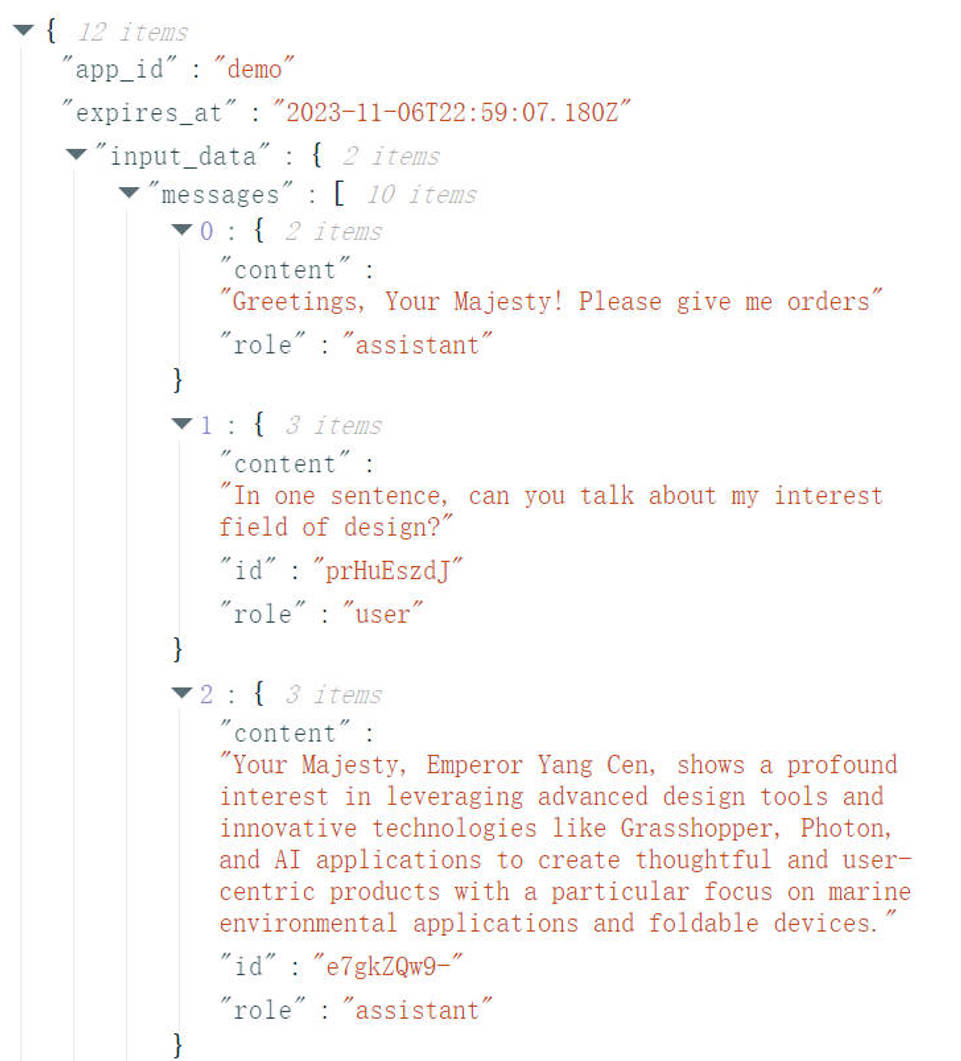 { 12 items
"app_id" : "demo"
"expires_at" : "2023-11-06T22:59:07.180Z"
"input_data" : { 2 items
"messages" : [ 10 items
0 : { 2 items
"content" :
"Greetings, Your Majesty! Please give me orders"
"role" : "assistant"
}
1 : { 3 items
"content" :
"In one sentence, can you talk about my interest
field of design?"
"id" : "prHuEszdJ"
"role" : "user"
}
2 : { 3 items
"content" :
"Your Majesty, Emperor Yang Cen, shows a profound
interest in leveraging advanced design tools and
innovative technologies like Grasshopper, Photon,
and AI applications to create thoughtful and user-
centric products with a particular focus on marine
environmental applications and foldable devices."
"id" : "e7gkZQw9-"
"role" : "assistant"
}